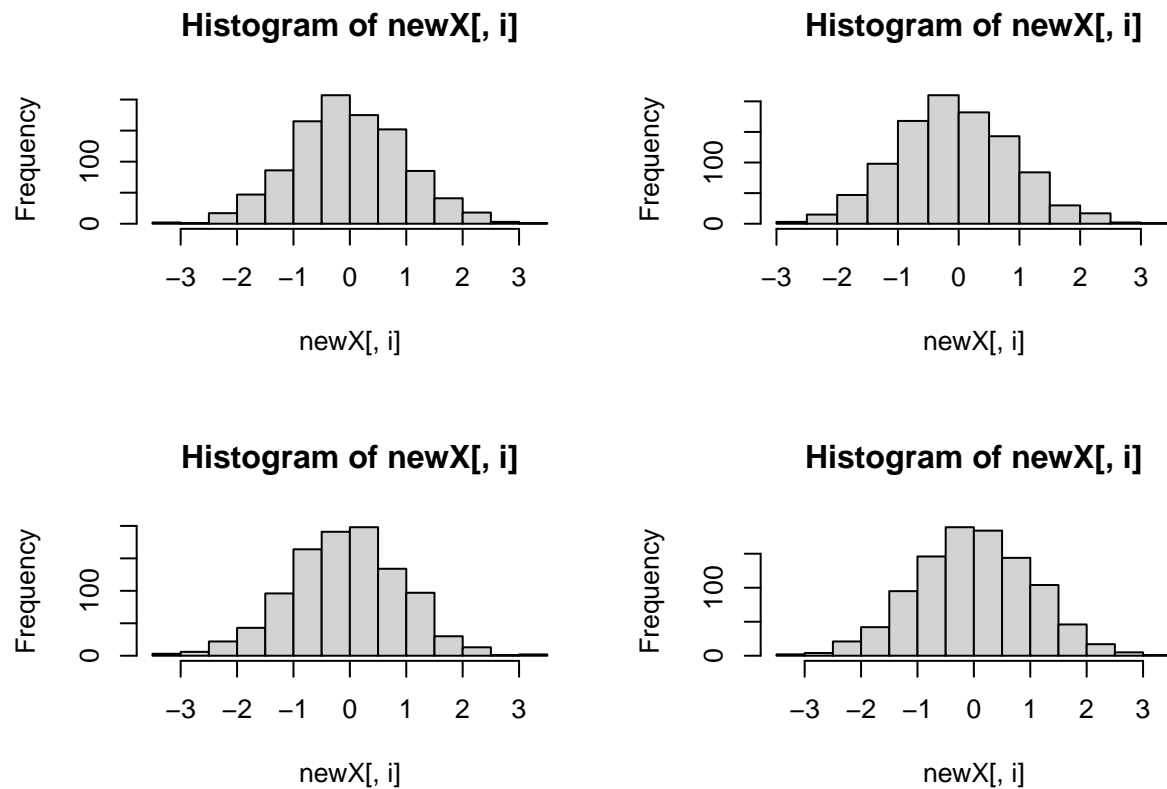 Histogram of newX[, i]
Frequency
0
100
−3 −2 −1 0 1 2 3
newX[, i]
Histogram of newX[, i]
Frequency
0
100
−3 −2 −1 0 1 2 3
newX[, i]
Histogram of newX[, i]
Frequency
0
100
−3 −2 −1 0 1 2 3
newX[, i]
Histogram of newX[, i]
Frequency
0
100
−3 −2 −1 0 1 2 3
newX[, i]